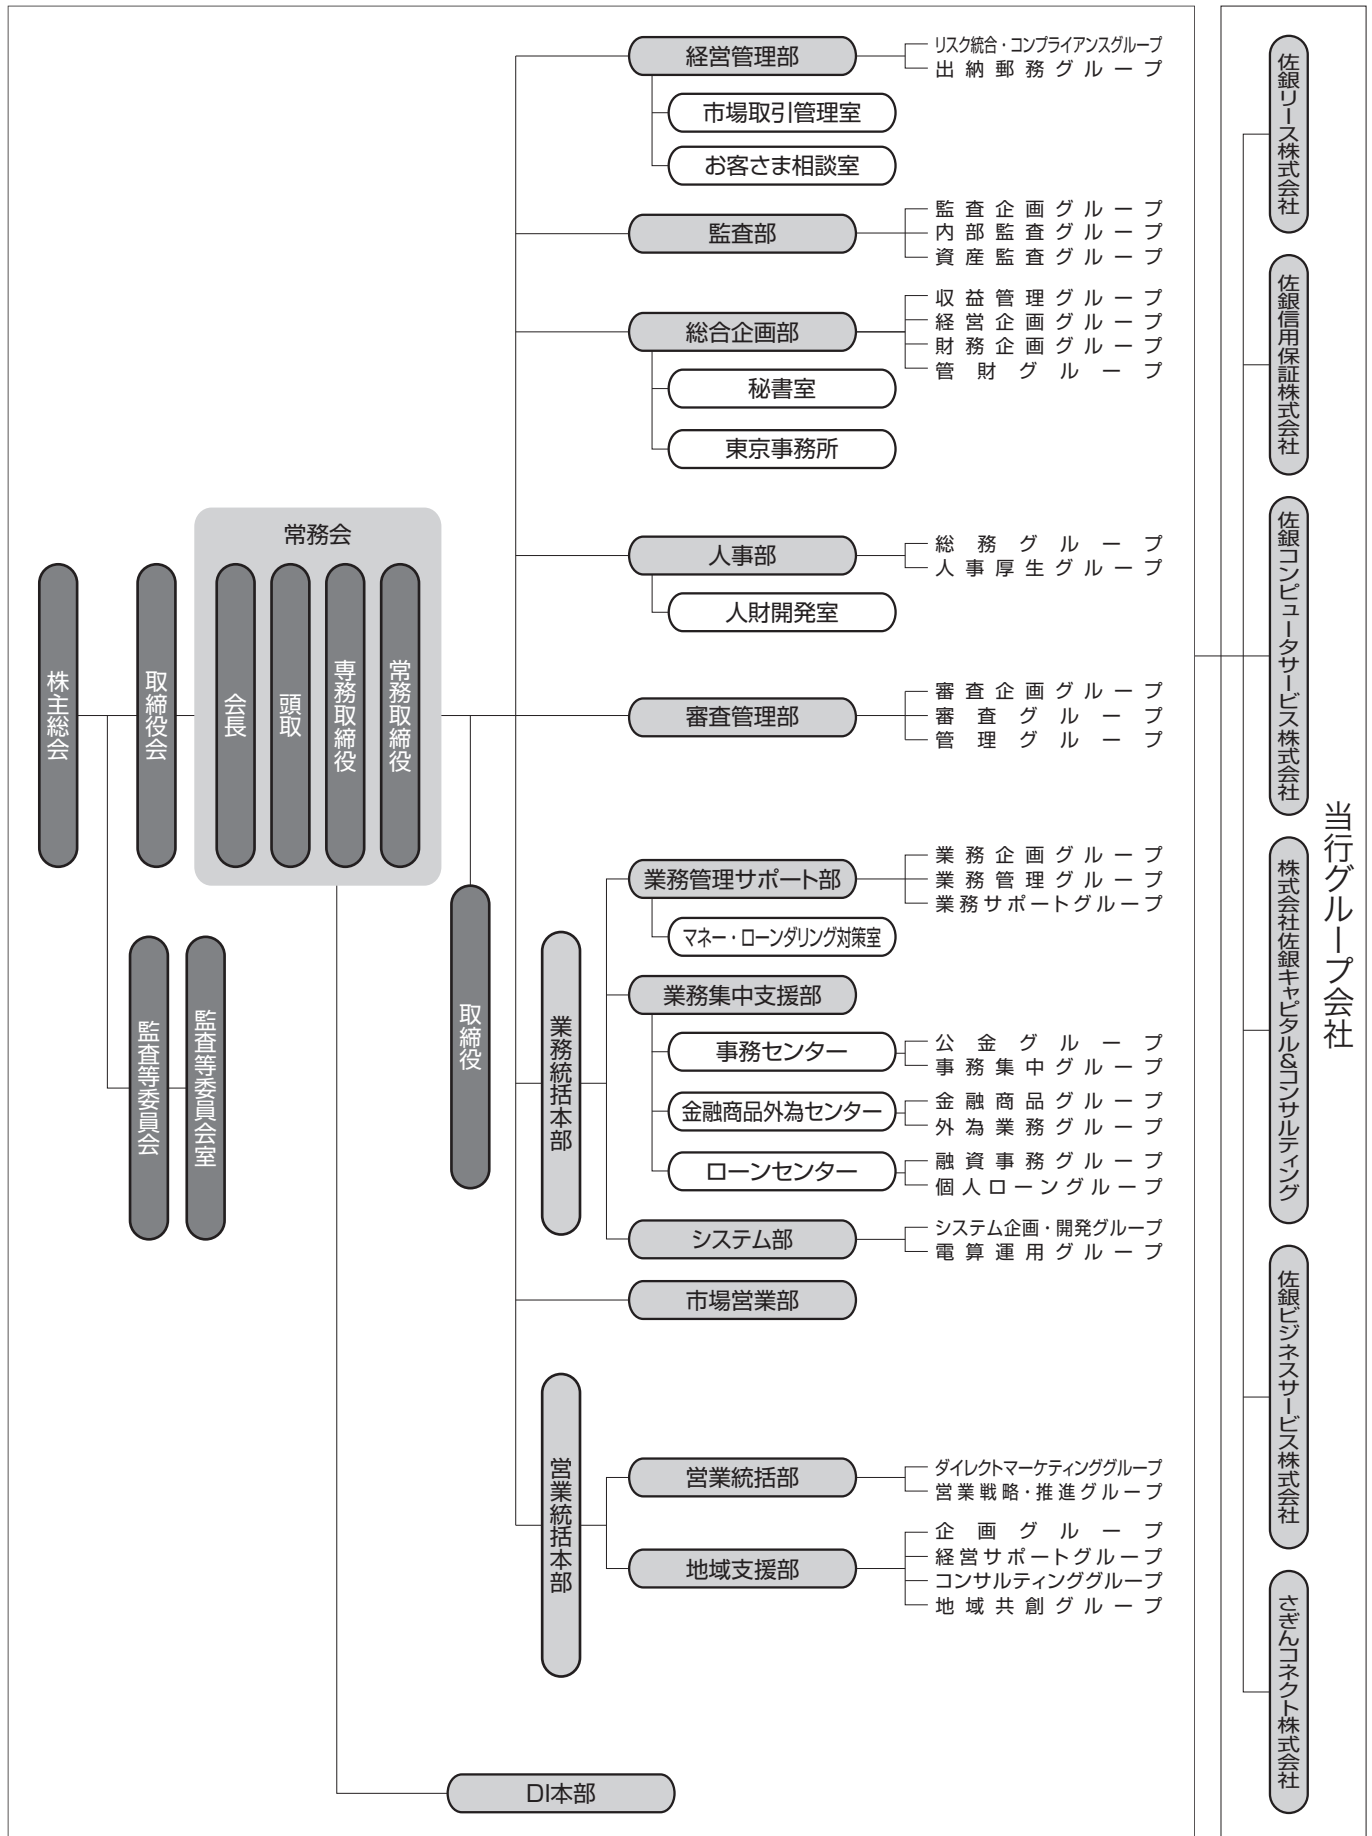 株主総会
取締役会
監査等委員会
監査等委員会室
常務会
会長
頭取
専務取締役
常務取締役
取締役
経営管理部
リスク統合・コンプライアンスグループ
出納郵務グループ
市場取引管理室
お客さま相談室
監査部
監査企画グループ
内部監査グループ
資産監査グループ
総合企画部
収益管理グループ
経営企画グループ
財務企画グループ
管財グループ
秘書室
東京事務所
人事部
総務グループ
人事厚生グループ
人財開発室
審査管理部
審査企画グループ
審査グループ
管理グループ
業務統括本部
業務管理サポート部
業務企画グループ
業務管理グループ
業務サポートグループ
マネー・ローンダリング対策室
業務集中支援部
事務センター
公金グループ
事務集中グループ
金融商品外為センター
金融商品グループ
外為業務グループ
ローンセンター
融資事務グループ
個人ローングループ
システム部
システム企画・開発グループ
電算運用グループ
市場営業部
営業統括本部
営業統括部
ダイレクトマーケティンググループ
営業戦略・推進グループ
地域支援部
企画グループ
経営サポートグループ
コンサルティンググループ
地域共創グループ
DI本部
当行グループ会社
佐銀リース株式会社
佐銀信用保証株式会社
佐銀コンピュータサービス株式会社
株式会社佐銀キャピタル&コンサルティング
佐銀ビジネスサービス株式会社
さぎんコネクト株式会社